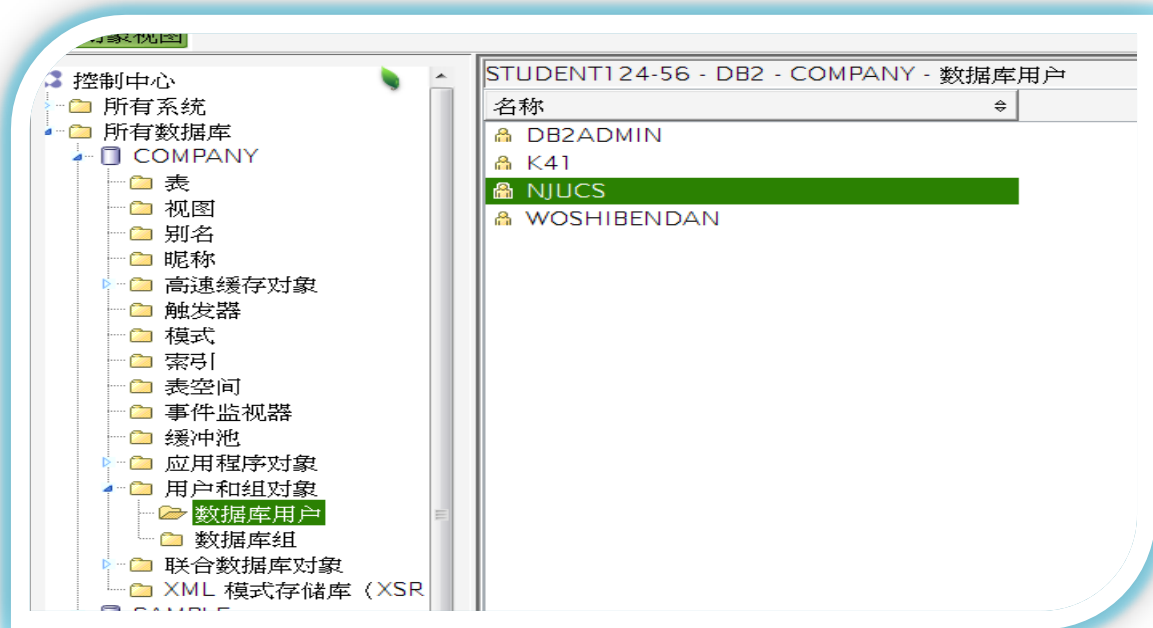 对象视图
控制中心
所有系统
所有数据库
COMPANY
表
视图
别名
昵称
高速缓存对象
触发器
模式
索引
表空间
事件监视器
缓冲池
应用程序对象
用户和组对象
数据库用户
数据库组
联合数据库对象
XML 模式存储库（XSR
SAMPLE
STUDENT124-56 - DB2 - COMPANY - 数据库用户
名称
DB2ADMIN
K41
NJUCS
WOSHIBENDAN